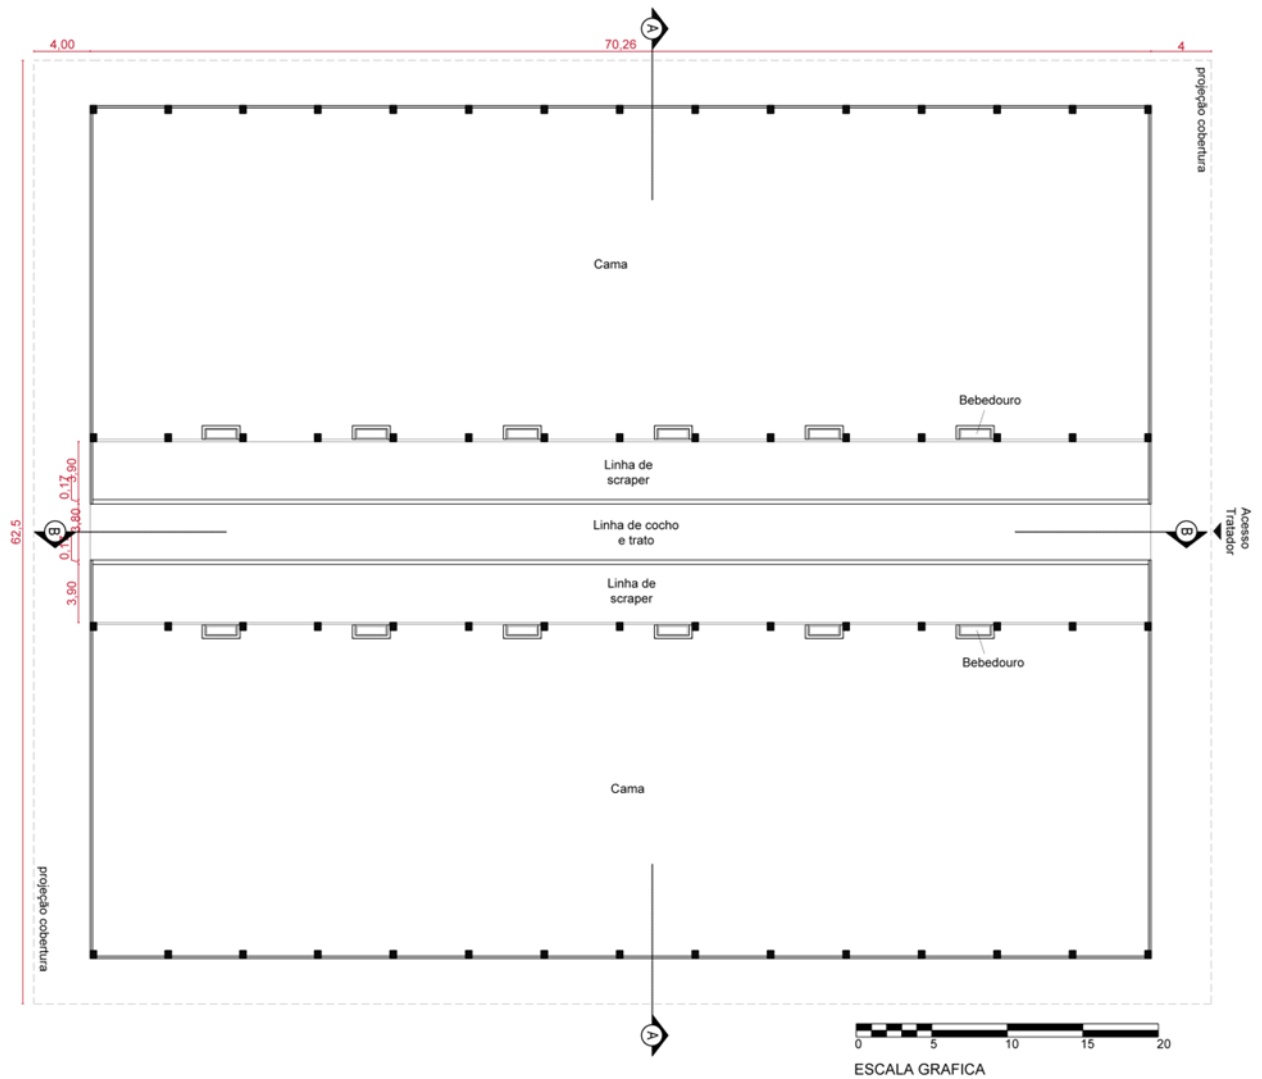 A
4,00
70,26
4
projeção cobertura
Cama
Bebedouro
Linha de
scraper
3,90
0,17
Linha de cocho
e trato
3,80
B
B
Acesso
Tratador
62,5
Linha de
scraper
3,90
Bebedouro
Cama
projeção cobertura
A
0 5 10 15 20
ESCALA GRAFICA